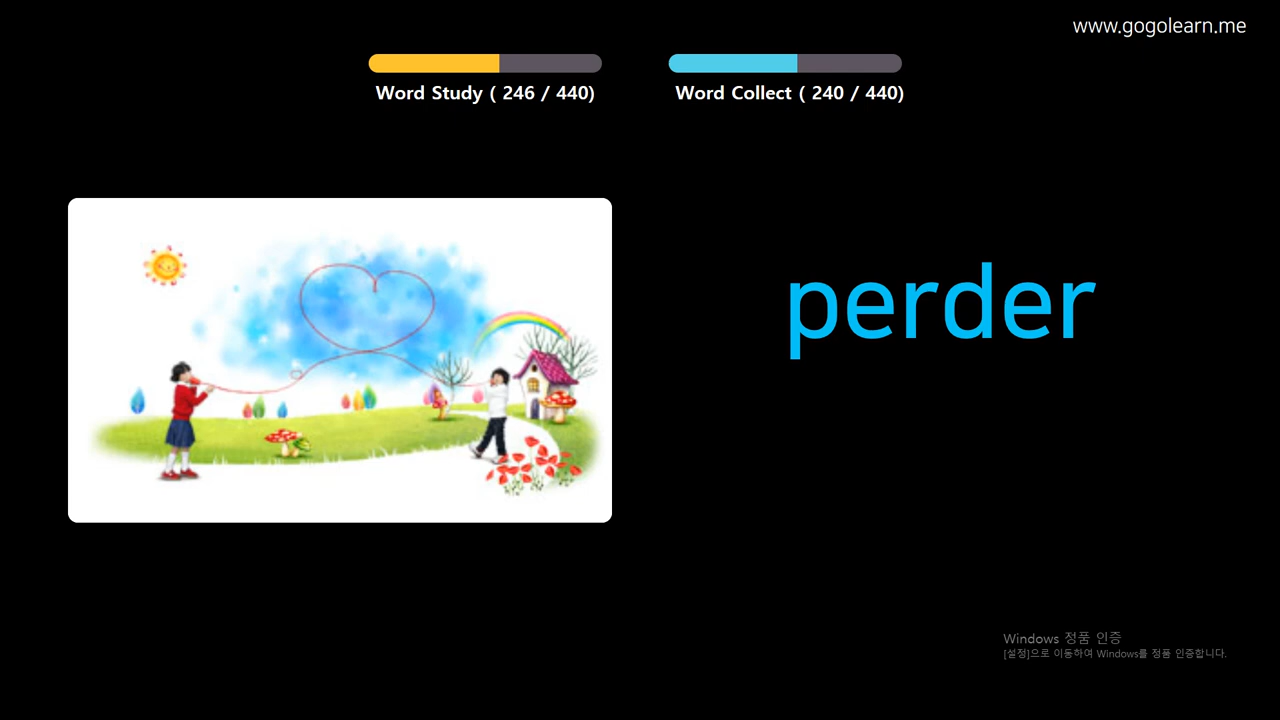 www.gogolearn.me
Word Study ( 246 / 440)
Word Collect ( 240 / 440)
perder
Windows 정품 인증
[설정]으로 이동하여 Windows를 정품 인증합니다.